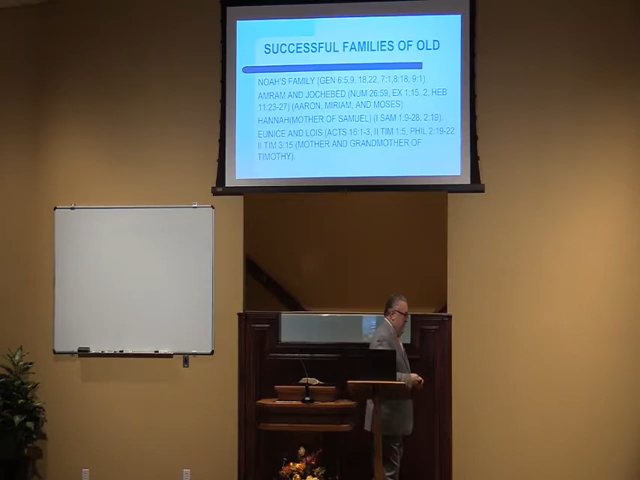 SUCCESSFUL FAMILIES OF OLD
NOAH'S FAMILY (GEN 6:5,9, 18,22, 7:1,8:18, 9:1)
AMRAM AND JOCHEBED (NUM 26:59, EX 1:15, 2, HEB
11:23-27) (AARON, MIRIAM, AND MOSES)
HANNAH(MOTHER OF SAMUEL) (I SAM 1:9-28, 2:19).
EUNICE AND LOIS (ACTS 16:1-3, II TIM 1:5, PHIL 2:19-22
II TIM 3:15 (MOTHER AND GRANDMOTHER OF
TIMOTHY).